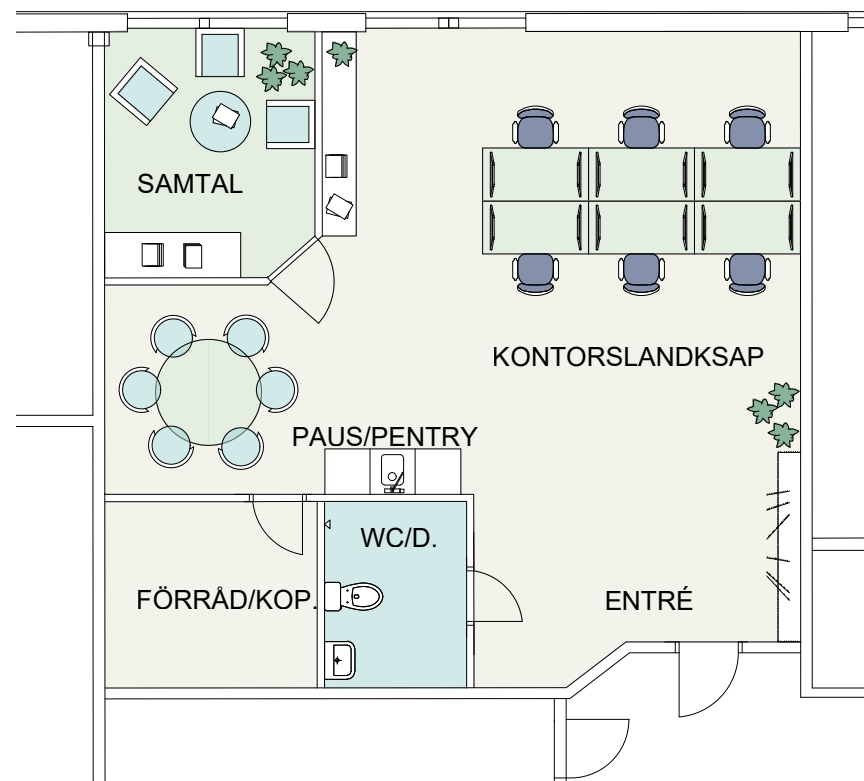 SAMTAL
KONTORSLANDKSAP
PAUS/PENTRY
WC/D.
FÖRRÅD/KOP.
ENTRÉ